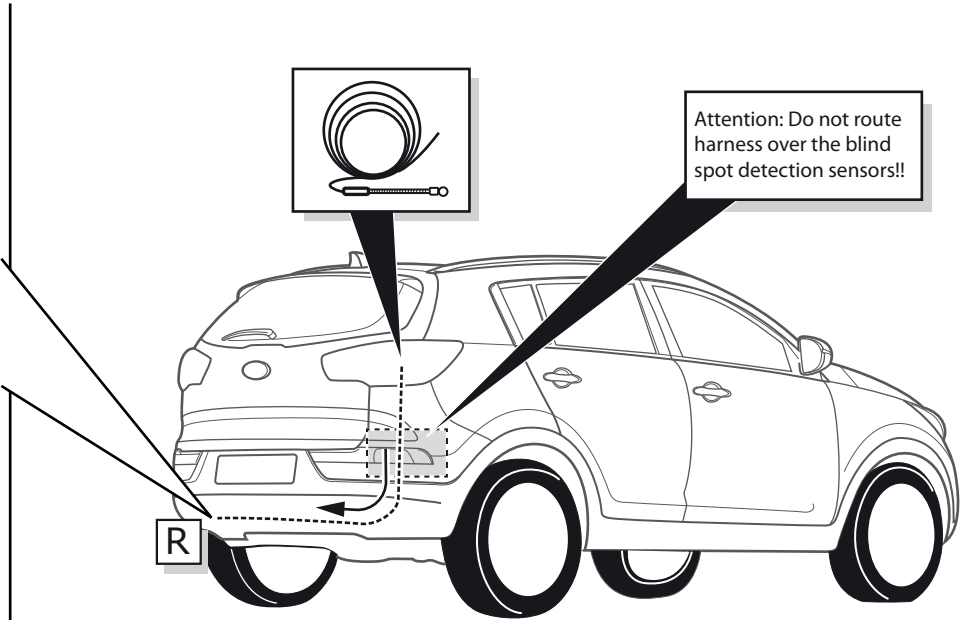 Attention: Do not route
harness over the blind
spot detection sensors!!
R